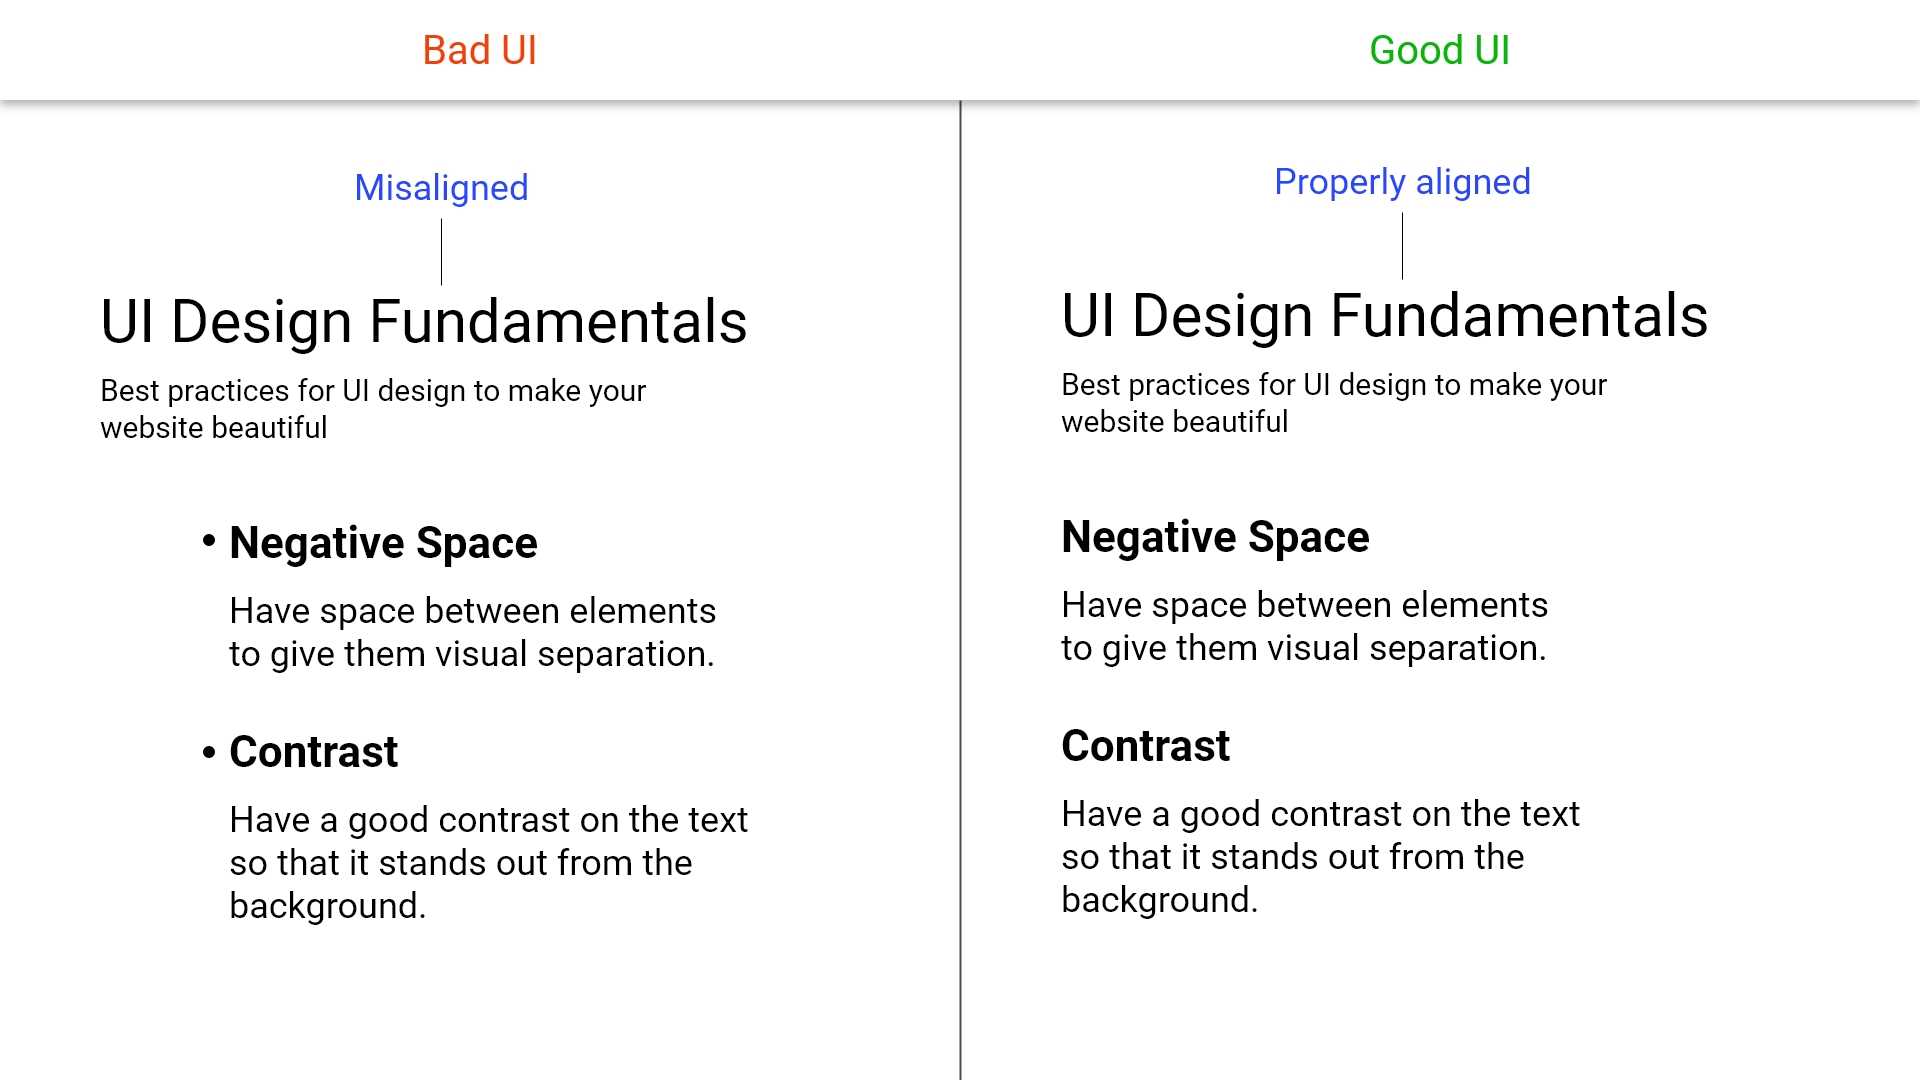 Bad UI
Good UI
Misaligned
UI Design Fundamentals
Best practices for UI design to make your
website beautiful
• Negative Space
Have space between elements
to give them visual separation.
• Contrast
Have a good contrast on the text
so that it stands out from the
background.
Properly aligned
UI Design Fundamentals
Best practices for UI design to make your
website beautiful
Negative Space
Have space between elements
to give them visual separation.
Contrast
Have a good contrast on the text
so that it stands out from the
background.